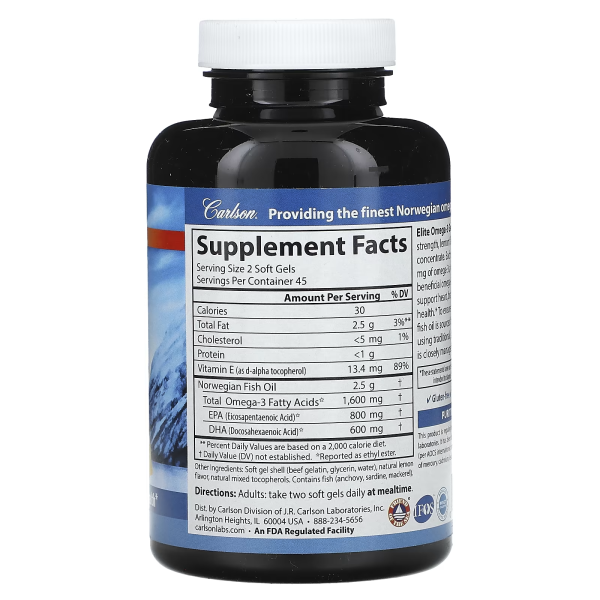 Carlson. Providing the finest Norwegian
Supplement Facts
Serving Size 2 Soft Gels
Servings Per Container 45
Amount Per Serving % DV
Calories 30
Total Fat 2.5 g 3%**
Cholesterol <5 mg 1%
Protein <1 g
Vitamin E (as d-alpha tocopherol) 13.4 mg 89%
Norwegian Fish Oil 2.5 g †
Total Omega-3 Fatty Acids° 1,600 mg †
EPA (Eicosapentaenoic Acid)° 800 mg †
DHA (Docosahexaenoic Acid)° 600 mg †
** Percent Daily Values are based on a 2,000 calorie diet.
† Daily Value (DV) not established. °Reported as ethyl ester.
Other Ingredients: Soft gel shell (beef gelatin, glycerin, water), natural lemon
flavor, natural mixed tocopherols. Contains fish (anchovy, sardine, mackerel).
Directions: Adults: take two soft gels daily at mealtime.
Dist. by Carlson Division of J.R. Carlson Laboratories, Inc.
Arlington Heights, IL 60004 USA • 888-234-5656
carlsonlabs.com • An FDA Regulated Facility
IFOS
Elite Omega-3
strength, lemon
concentrate.
mg of omega-3
beneficial omega
support heart,
health.* To
fish oil is
using
is closely
✓ Gluten-free
This product is